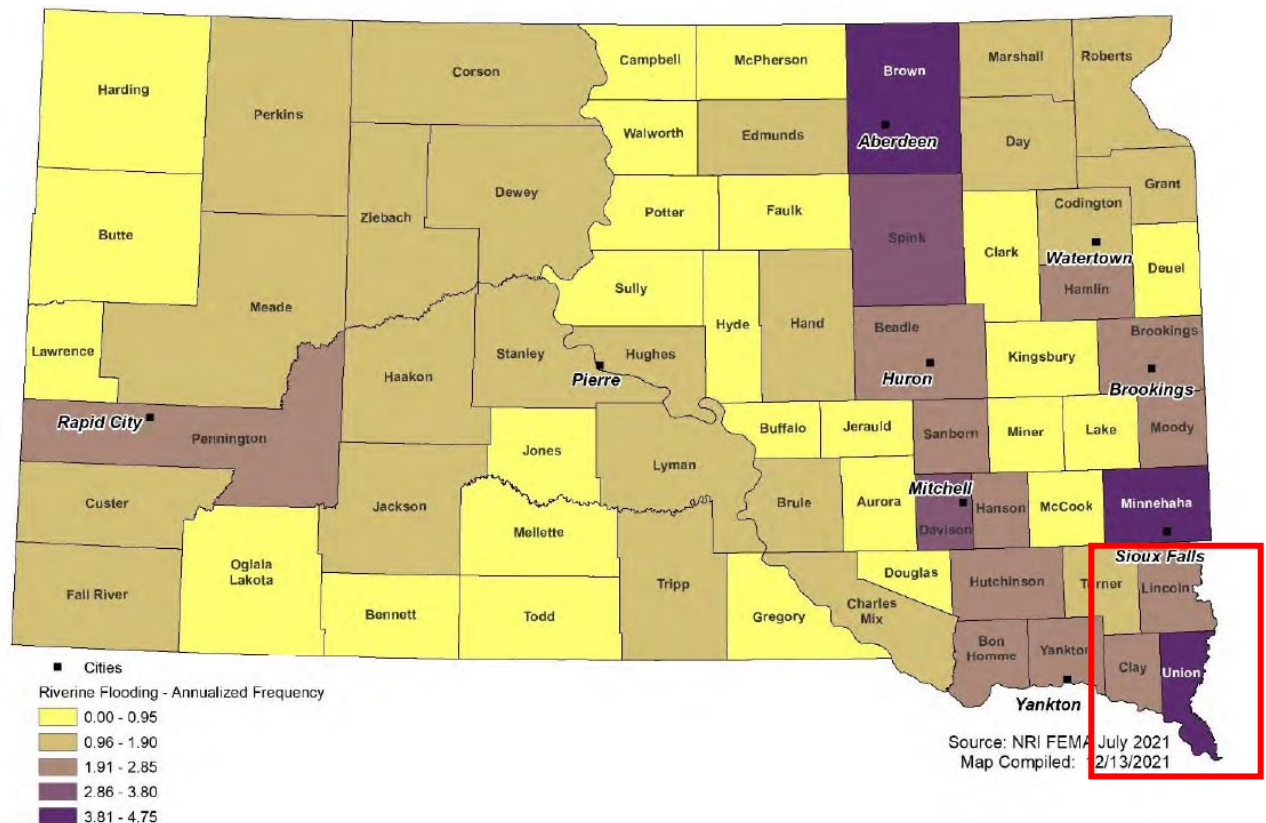 Campbell
McPherson
Brown
Marshall
Roberts
Corson
Harding
Perkins
Walworth
Edmunds
Aberdeen
Day
Dewey
Grant
Ziebach
Potter
Faulk
Codington
Butte
Spink
Clark
Watertown
Deuel
Sully
Hamlin
Meade
Hyde
Hand
Beadle
Brookings
Lawrence
Stanley
Hughes
Kingsbury
Haakon
Pierre
Huron
Brookings
Rapid City
Pennington
Buffalo
Jerauld
Sanborn
Miner
Lake
Moody
Jones
Lyman
Custer
Jackson
Brule
Aurora
Mitchell
Hanson
McCook
Minnehaha
Mellette
Davison
Oglala
Lakota
Sioux Falls
Fall River
Tripp
Douglas
Hutchinson
Turner
Lincoln
Bennett
Todd
Gregory
Charles
Mix
Bon
Homme
Yankton
Clay
Union
Yankton
Cities
Riverine Flooding - Annualized Frequency
0.00 - 0.95
0.96 - 1.90
1.91 - 2.85
2.86 - 3.80
3.81 - 4.75
Source: NRI FEMA July 2021
Map Compiled: 12/13/2021